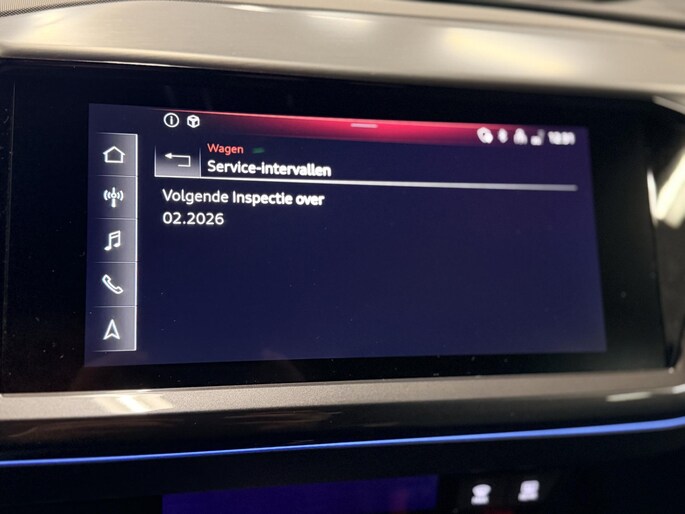 Wagen
Service-intervallen
Volgende Inspectie over
02.2026